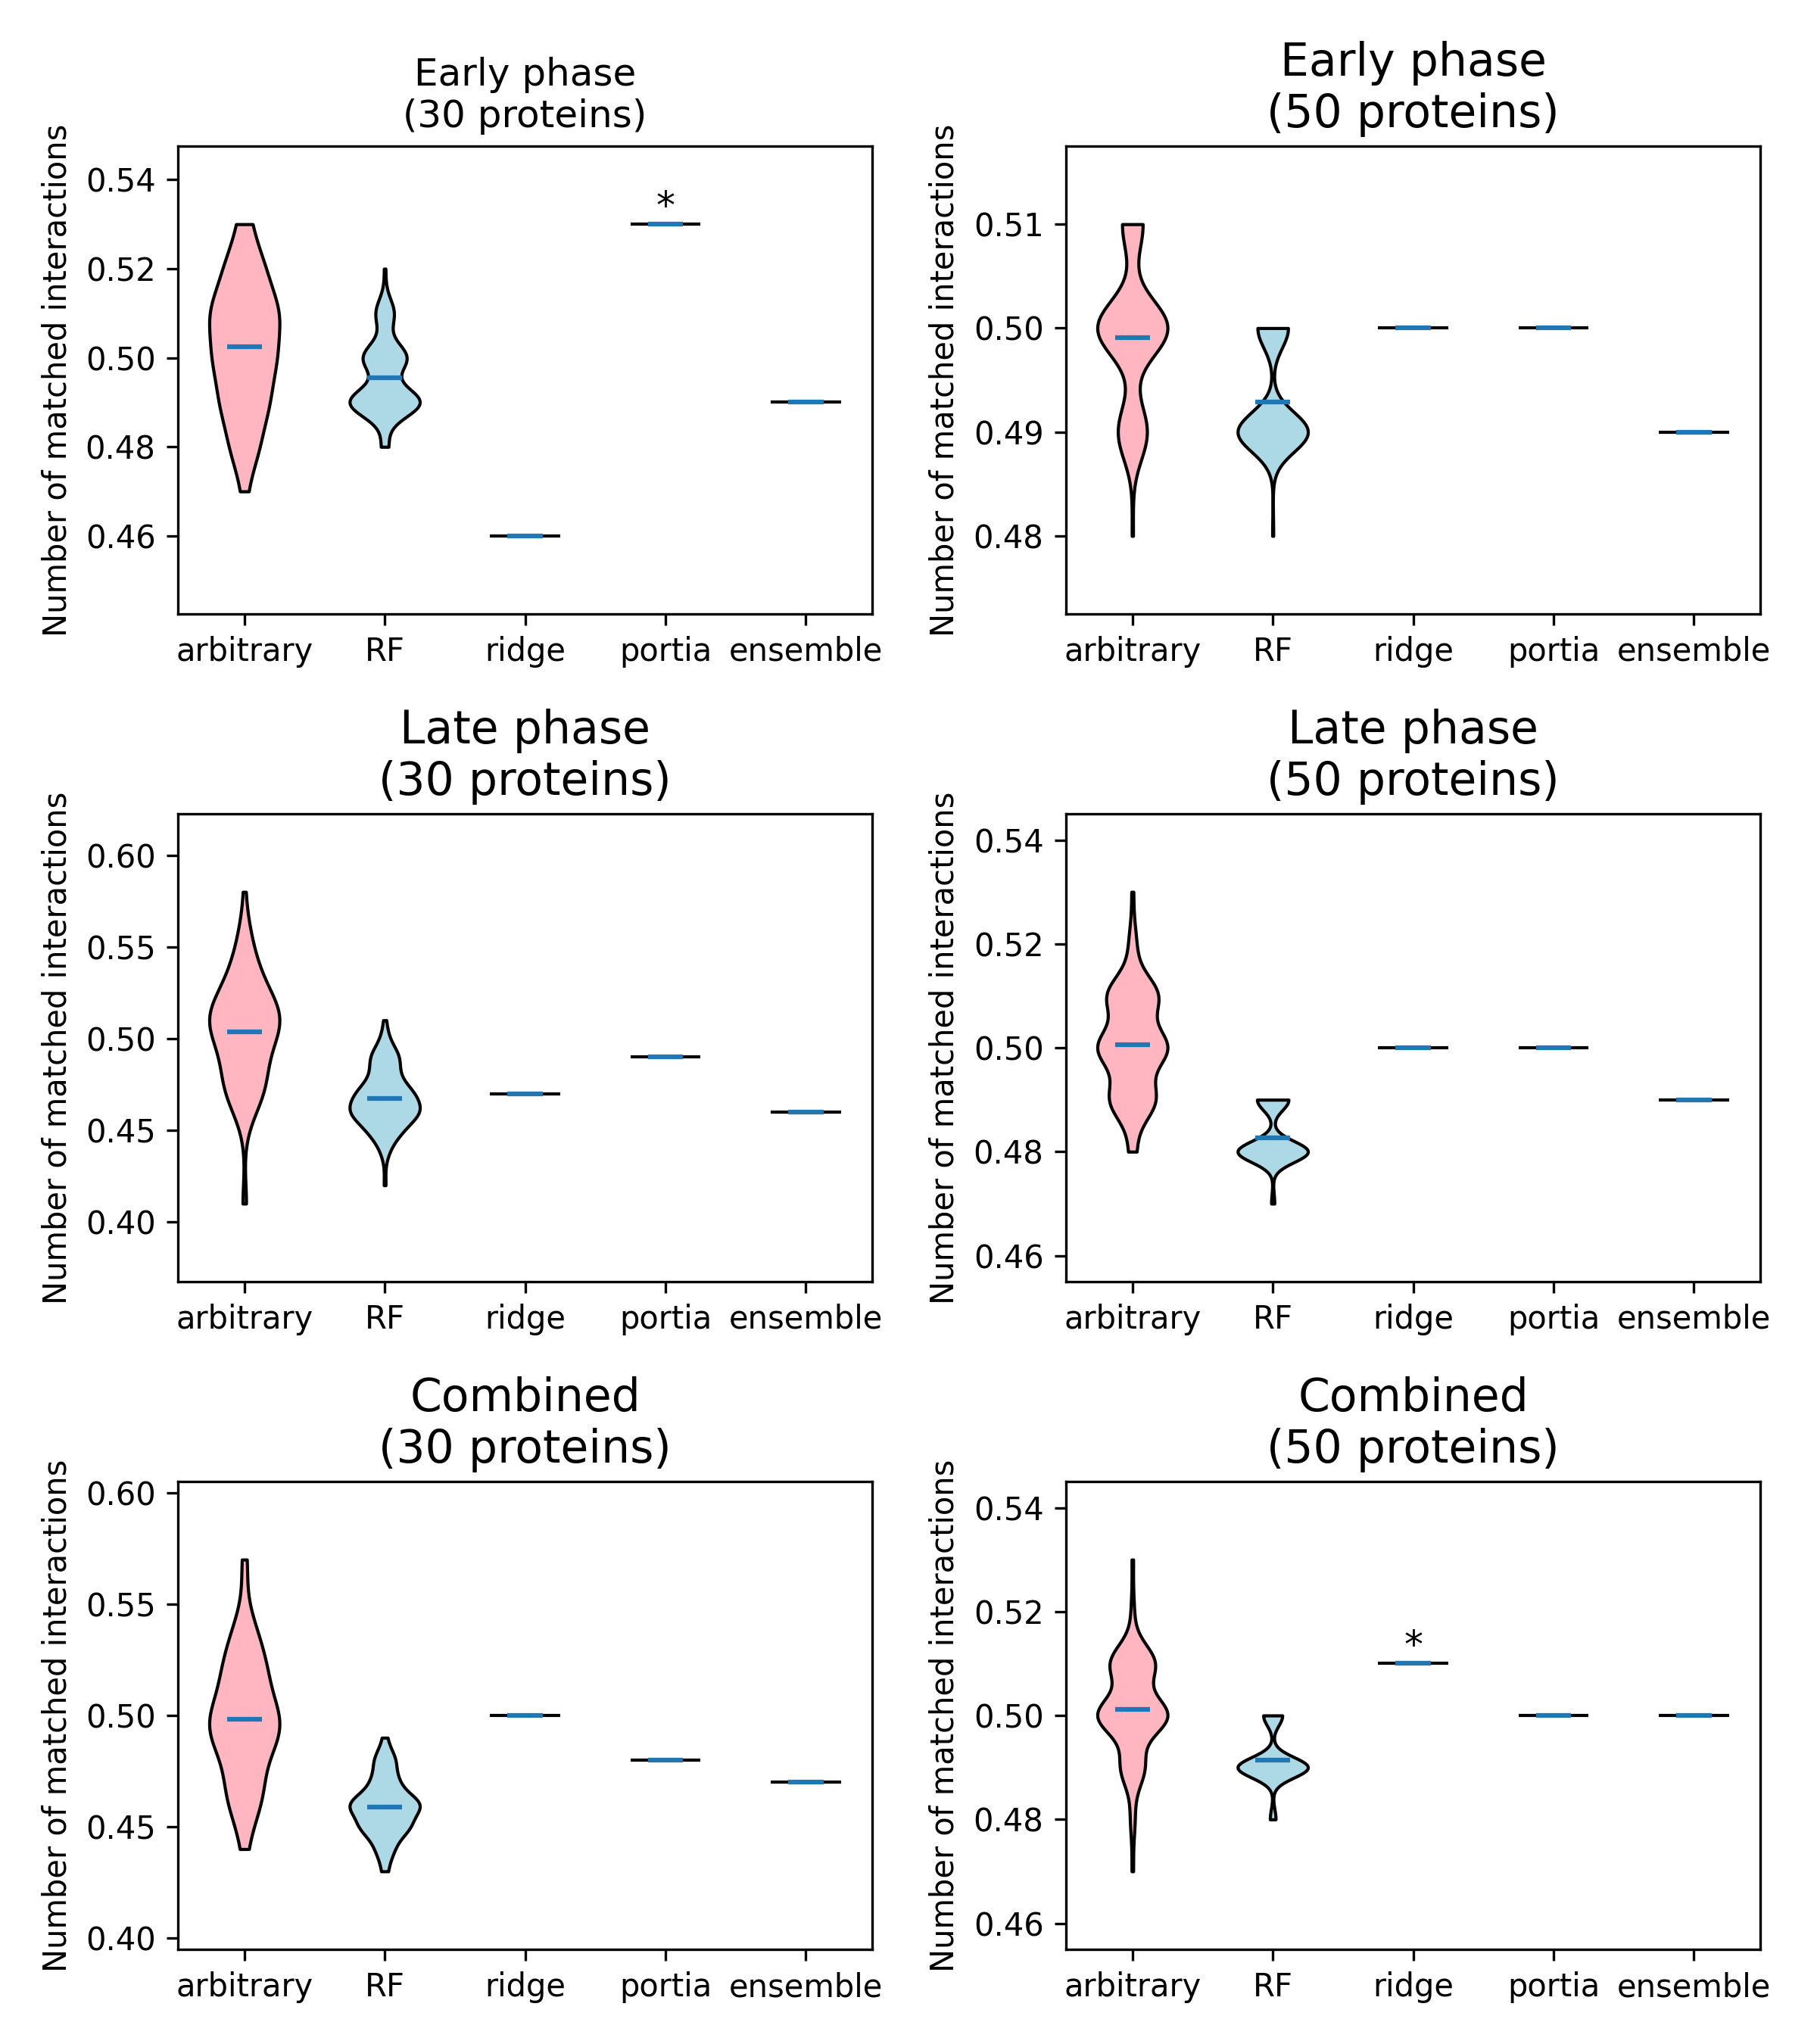 Early phase
(30 proteins)
Number of matched interactions
0.54
0.52
0.50
0.48
0.46
*
arbitrary RF ridge portia ensemble
Early phase
(50 proteins)
Number of matched interactions
0.51
0.50
0.49
0.48
arbitrary RF ridge portia ensemble
Late phase
(30 proteins)
Number of matched interactions
0.60
0.55
0.50
0.45
0.40
arbitrary RF ridge portia ensemble
Late phase
(50 proteins)
Number of matched interactions
0.54
0.52
0.50
0.48
0.46
arbitrary RF ridge portia ensemble
Combined
(30 proteins)
Number of matched interactions
0.60
0.55
0.50
0.45
0.40
arbitrary RF ridge portia ensemble
Combined
(50 proteins)
Number of matched interactions
0.54
0.52
0.50
0.48
0.46
*
arbitrary RF ridge portia ensemble